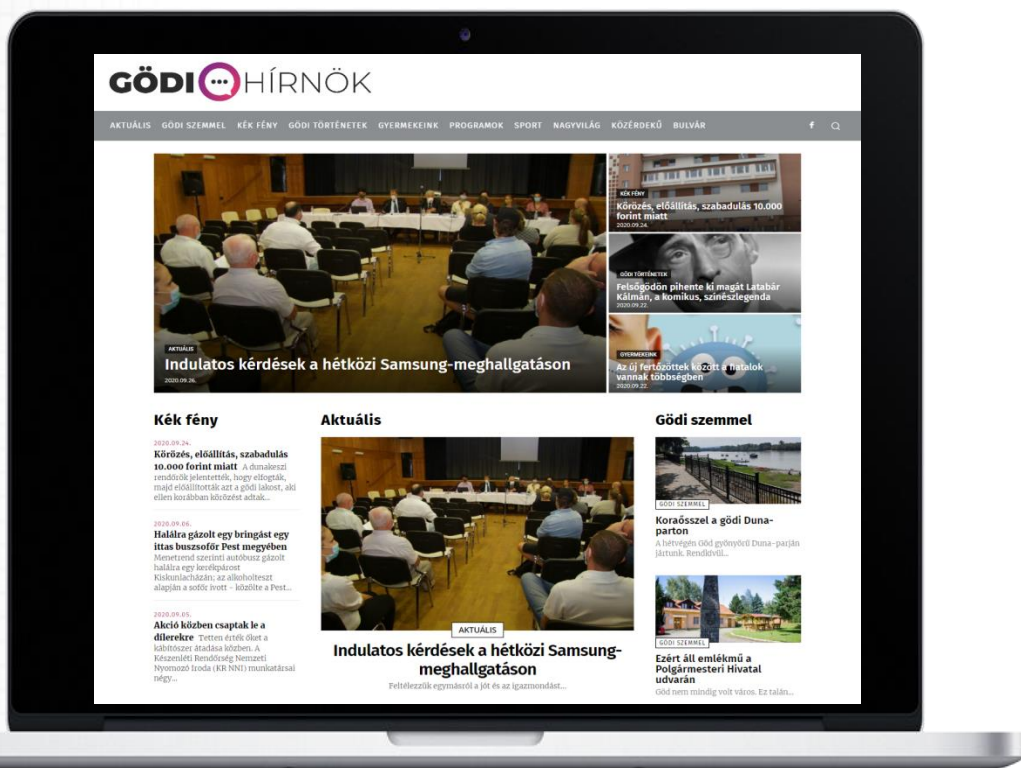 GÖDI HÍRNÖK
AKTUÁLIS GÖDI SZEMMEL KÉK FÉNY GÖDI TÖRTÉNETEK GYERMEKEINK PROGRAMOK SPORT NAGYVILÁG KÖZÉRDEKŰ BULVÁR f
AKTUÁLIS
Indulatos kérdések a hétközi Samsung-meghallgatáson
2020.09.26.
KÉK FÉNY
Körözés, előállítás, szabadulás 10.000
forint miatt
2020.09.24.
GÖDI TÖRTÉNETEK
Felsőgödön pihente ki magát Latabár
Kálmán, a komikus, színészlegenda
2020.09.22.
GYERMEKEINK
Az új fertőzöttek között a fiatalok
vannak többségben
2020.09.22.
Kék fény
2020.09.24.
Körözés, előállítás, szabadulás
10.000 forint miatt A dunakeszi
rendőrök jelentették, hogy elfogták,
majd előállították azt a gödi lakost, aki
ellen korábban körözést adtak...
2020.09.06.
Halálra gázolt egy bringást egy
ittas buszsofőr Pest megyében
Menetrend szerinti autóbusz gázolt
halálra egy kerékpárost
Kiskunlacházán; az alkoholteszt
alapján a sofőr ivott - közölte a Pest...
2020.09.05.
Akció közben csaptak le a
dílerekre Tetten érték őket a
kábítószer átadása közben. A
Készenléti Rendőrség Nemzeti
Nyomozó Iroda (KR NNI) munkatársai
négy...
Aktuális
AKTUÁLIS
Indulatos kérdések a hétközi Samsung-
meghallgatáson
Feltélezzük egymásról a jót és az igazmondást...
Gödi szemmel
GÖDI SZEMMEL
Koraősszel a gödi Duna-
parton
A hétvégén Göd gyönyörű Duna-parján
jártunk. Rendkívül...
GÖDI SZEMMEL
Ezért áll emlékmű a
Polgármesteri Hivatal
udvarán
Göd nem mindig volt város. Ez talán...